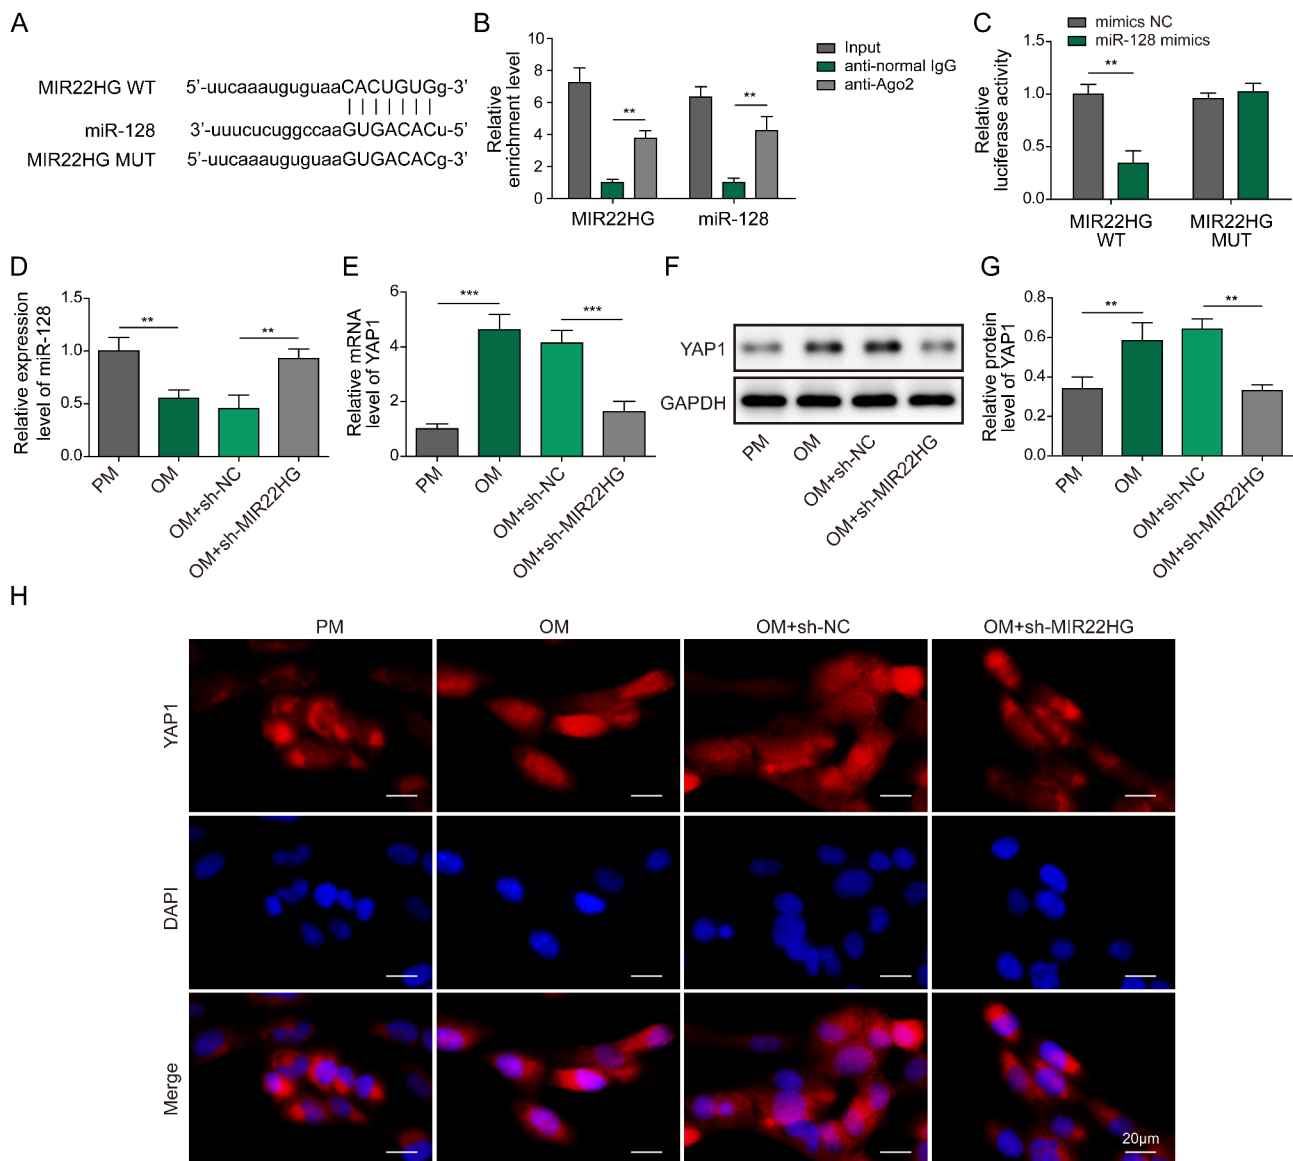 A
MIR22HG WT 5’-uucaaauguguaaCACUGUGg-3’
miR-128 3’-uuucucuggccaaGUGACACu-5’
MIR22HG MUT 5’-uucaaauguguaaGUGACACg-3’
B
Relative
enrichment level
10
8
6
4
2
0
**
**
MIR22HG
miR-128
Input
anti-normal IgG
anti-Ago2
C
mimics NC
miR-128 mimics
Relative
luciferase activity
1.5
1.0
0.5
0.0
**
MIR22HG
WT
MIR22HG
MUT
D
Relative expression
level of miR-128
1.5
1.0
0.5
0.0
**
**
PM
OM
OM+sh-NC
OM+sh-MIR22HG
E
Relative mRNA
level of YAP1
6
4
2
0
***
***
PM
OM
OM+sh-NC
OM+sh-MIR22HG
F
YAP1
GAPDH
PM
OM
OM+sh-NC
OM+sh-MIR22HG
G
Relative protein
level of YAP1
0.8
0.6
0.4
0.2
0.0
**
**
PM
OM
OM+sh-NC
OM+sh-MIR22HG
H
PM
OM
OM+sh-NC
OM+sh-MIR22HG
YAP1
DAPI
Merge
20μm